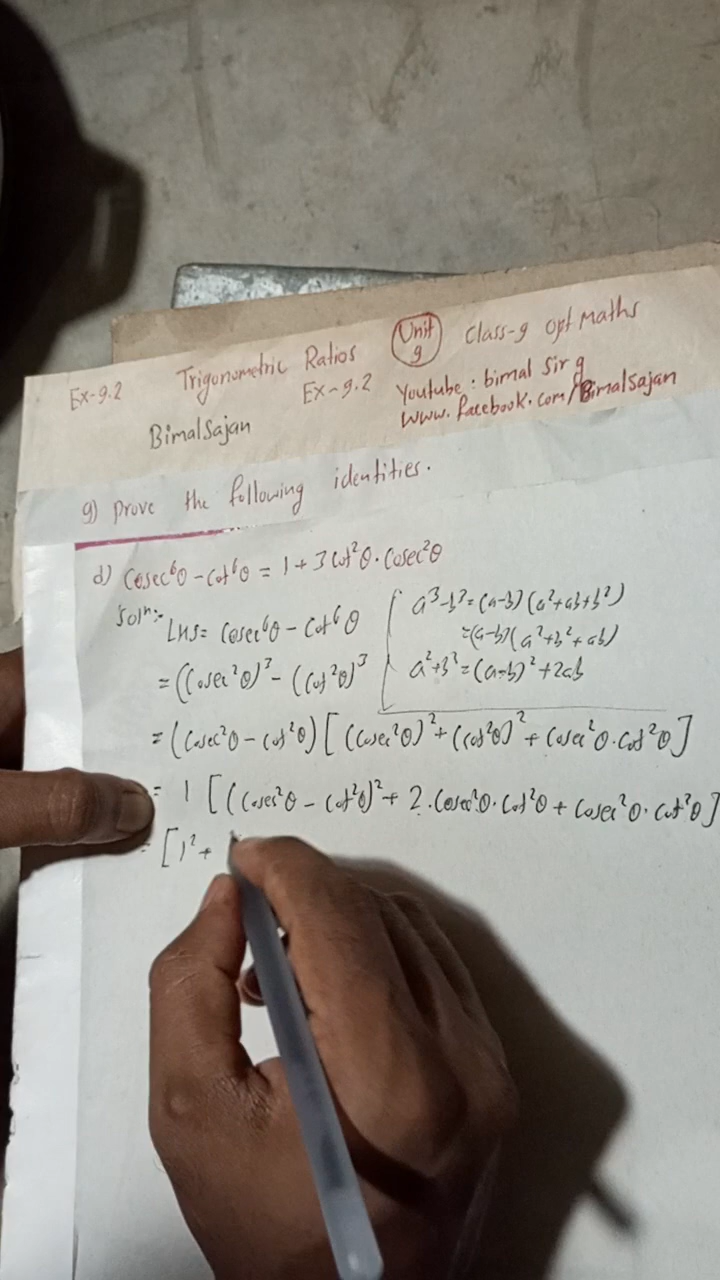 Ex-9.2 Trigonometric Ratios Ex-9.2 Unit 9 Class-9 Opt Maths
BimalSajan Youtube: bimal Sir g
www.facebook.com/BimalSajan
9) Prove the following identities.
d) Cosec⁶θ - Cot⁶θ = 1 + 3 Cot²θ. Cosec²θ
Solⁿ:- LHS = Cosec⁶θ - Cot⁶θ
= (Cosec²θ)³ - (Cot²θ)³
a³-b³ = (a-b)(a²+ab+b²)
= (a-b)(a²+b²+ab)
a²+b² = (a-b)²+2ab
= (Cosec²θ - Cot²θ) [(Cosec²θ)² + (Cot²θ)² + Cosec²θ. Cot²θ]
= 1 [(Cosec²θ - Cot²θ)² + 2. Cosec²θ. Cot²θ + Cosec²θ. Cot²θ]
= [1² +